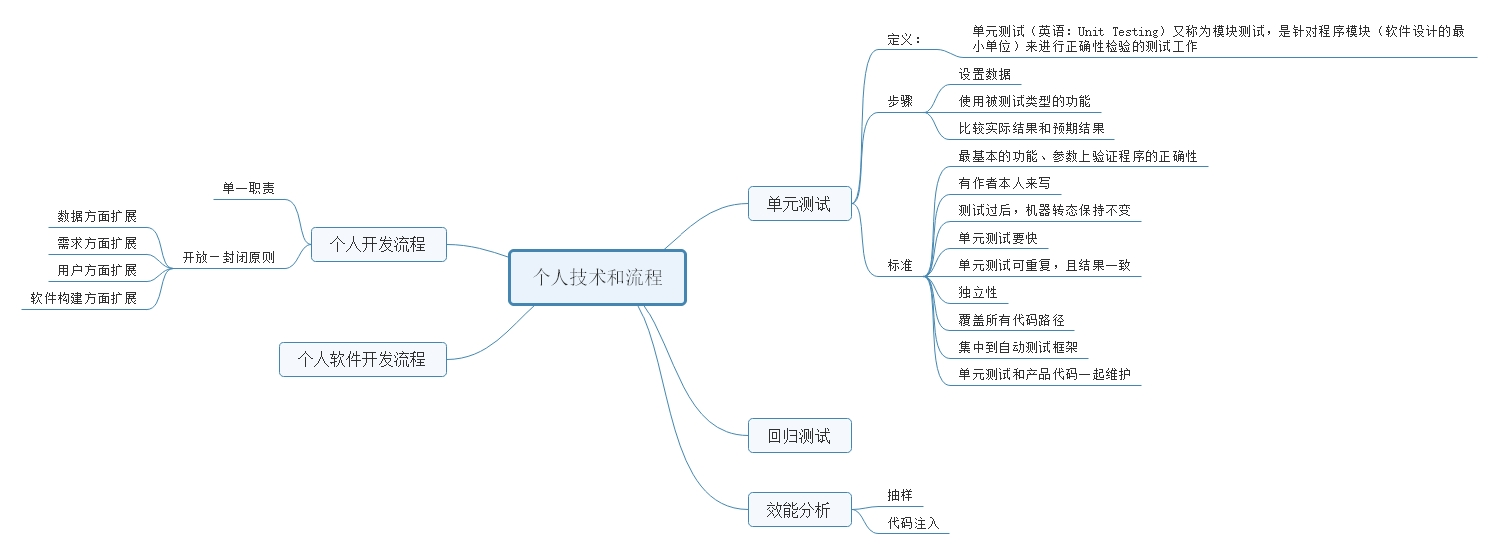 个人技术和流程
单元测试
定义：
单元测试（英语：Unit Testing）又称为模块测试，是针对程序模块（软件设计的最
小单位）来进行正确性检验的测试工作
步骤
设置数据
使用被测试类型的功能
比较实际结果和预期结果
标准
最基本的功能、参数上验证程序的正确性
有作者本人来写
测试过后，机器转态保持不变
单元测试要快
单元测试可重复，且结果一致
独立性
覆盖所有代码路径
集中到自动测试框架
单元测试和产品代码一起维护
回归测试
效能分析
抽样
代码注入
个人开发流程
单一职责
开放－封闭原则
数据方面扩展
需求方面扩展
用户方面扩展
软件构建方面扩展
个人软件开发流程